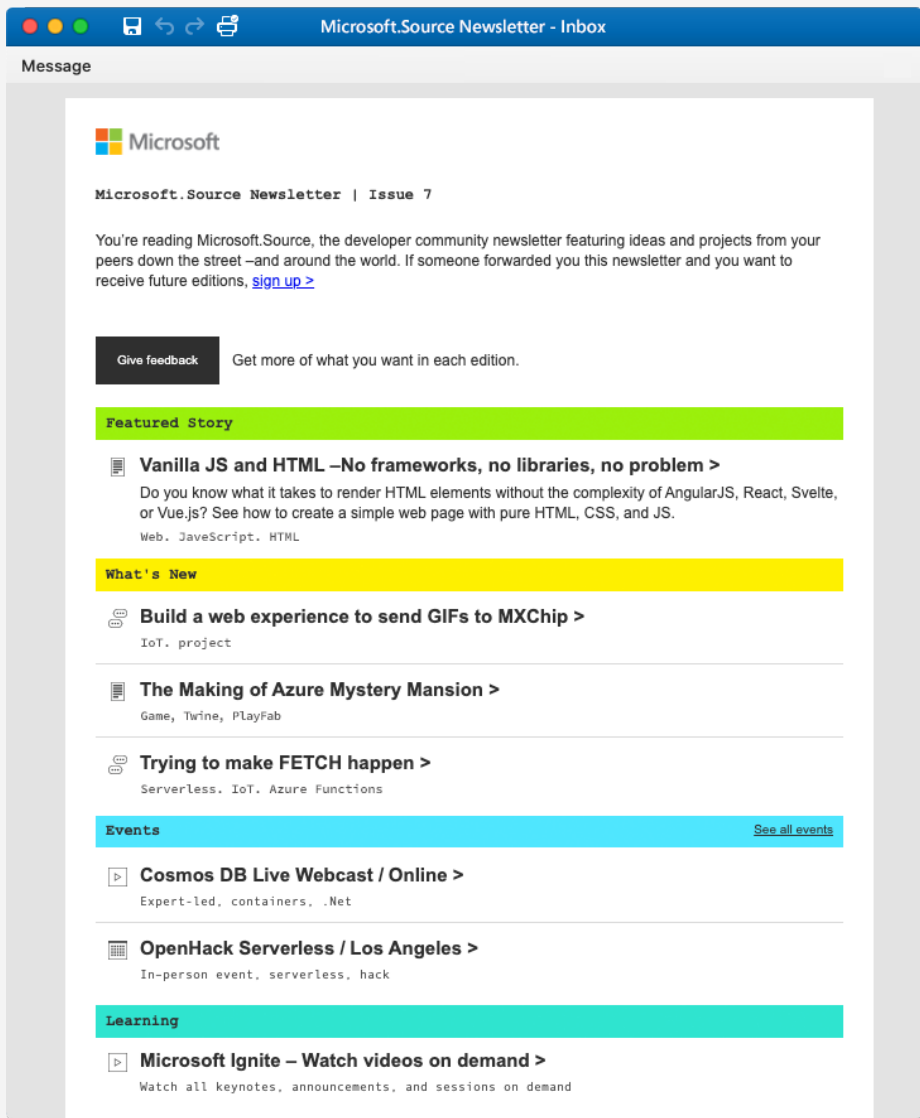 Microsoft.Source Newsletter - Inbox
Message
Microsoft
Microsoft.Source Newsletter | Issue 7
You're reading Microsoft.Source, the developer community newsletter featuring ideas and projects from your
peers down the street –and around the world. If someone forwarded you this newsletter and you want to
receive future editions, sign up >
Give feedback Get more of what you want in each edition.
Featured Story
Vanilla JS and HTML –No frameworks, no libraries, no problem >
Do you know what it takes to render HTML elements without the complexity of AngularJS, React, Svelte,
or Vue.js? See how to create a simple web page with pure HTML, CSS, and JS.
Web. JaveScript. HTML
What's New
Build a web experience to send GIFs to MXChip >
IoT. project
The Making of Azure Mystery Mansion >
Game, Twine, PlayFab
Trying to make FETCH happen >
Serverless. IoT. Azure Functions
Events See all events
Cosmos DB Live Webcast / Online >
Expert-led, containers, .Net
OpenHack Serverless / Los Angeles >
In-person event, serverless, hack
Learning
Microsoft Ignite – Watch videos on demand >
Watch all keynotes, announcements, and sessions on demand